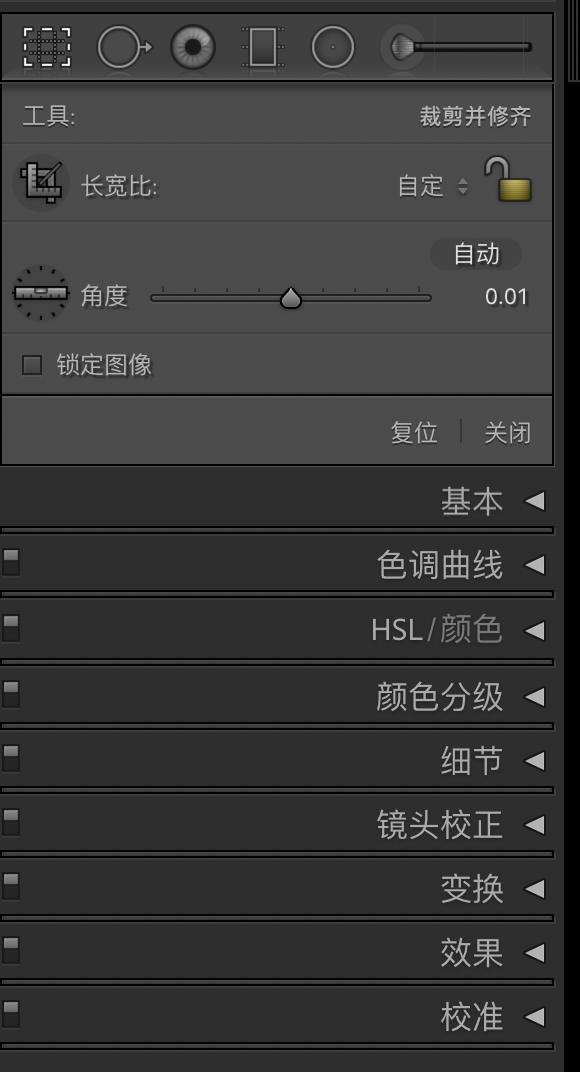 工具: 裁剪并修齐
长宽比: 自定
自动
角度 0.01
锁定图像
复位 关闭
基本
色调曲线
HSL/颜色
颜色分级
细节
镜头校正
变换
效果
校准